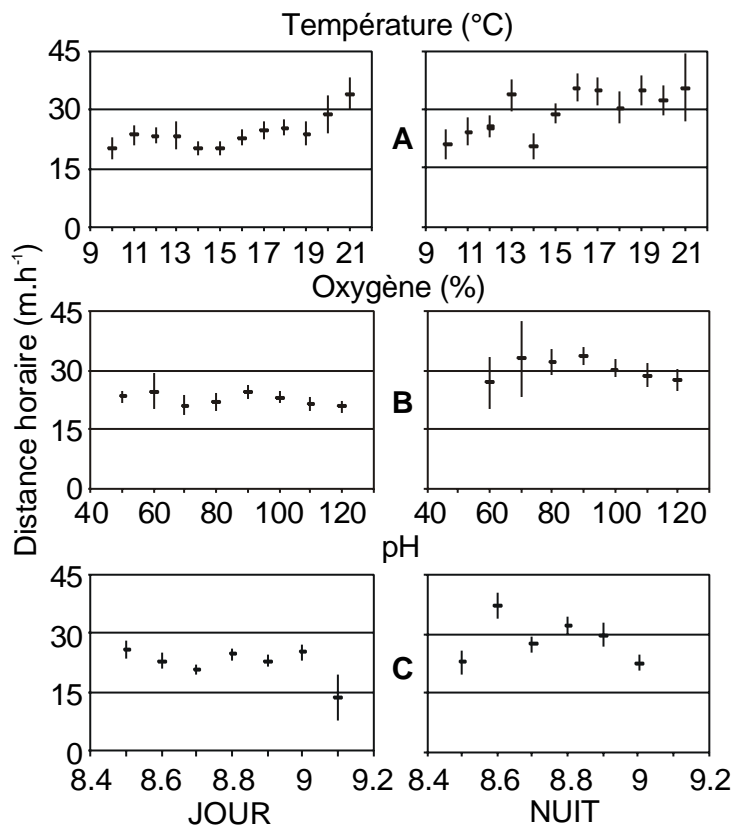 Température (°C)
45
30
15
0
A
9 11 13 15 17 19 21
9 11 13 15 17 19 21
Distance horaire (m.h-1)
Oxygène (%)
45
30
15
0
B
40 60 80 100 120
40 60 80 100 120
pH
45
30
15
0
C
8.4 8.6 8.8 9 9.2
8.4 8.6 8.8 9 9.2
JOUR
NUIT